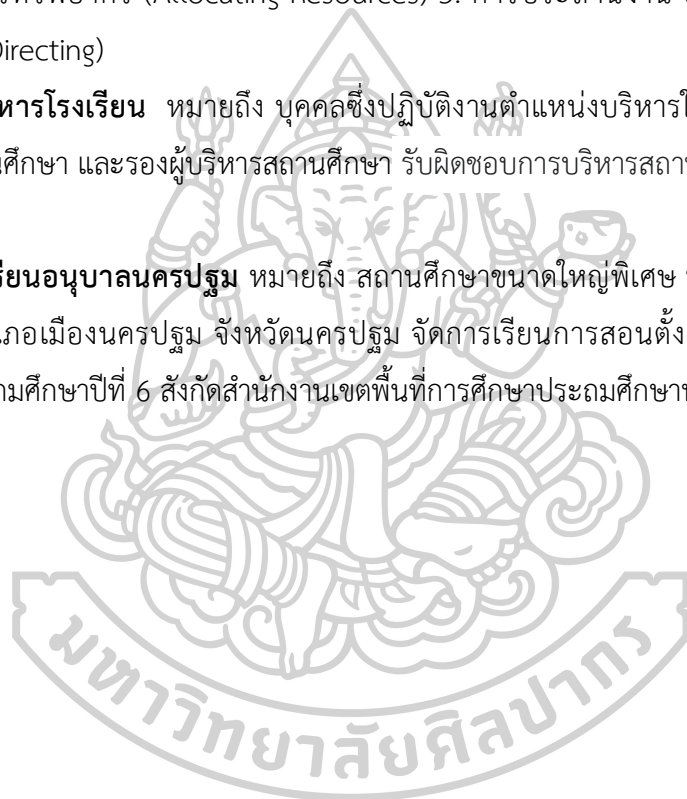 (Allocating Resources)
Directing)
หารโรงเรียน หมายถึง บุคคลซึ่งปฏิบัติงานตำแหน่งบริหารใ
นศึกษา และรองผู้บริหารสถานศึกษา รับผิดชอบการบริหารสถาน
รียนอนุบาลนครปฐม หมายถึง สถานศึกษาขนาดใหญ่พิเศษ
เภอเมืองนครปฐม จังหวัดนครปฐม จัดการเรียนการสอนตั้ง
ถมศึกษาปีที่ 6 สังกัดสำนักงานเขตพื้นที่การศึกษาประถมศึกษาน
มหาวิทยาลัยศิลปากร